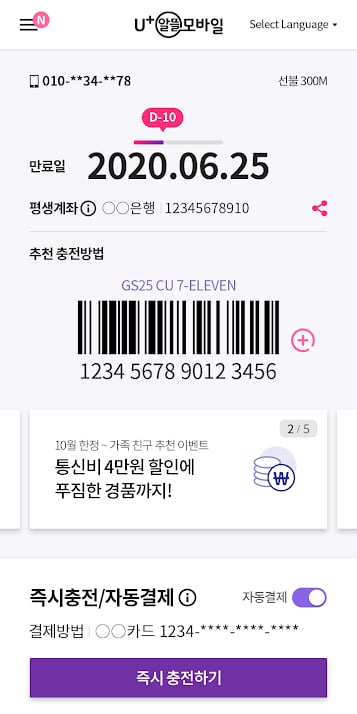 N
U+알뜰모바일
Select Language
010-**34-**78
선불 300M
D-10
만료일
2020.06.25
평생계좌 i ○○은행 | 12345678910
추천 충전방법
GS25 CU 7-ELEVEN
1234 5678 9012 3456
2 / 5
10월 한정 ~ 가족 친구 추천 이벤트
통신비 4만원 할인에
푸짐한 경품까지!
₩
즉시충전/자동결제 i
자동결제
결제방법 | ○○카드 1234-****-****-****
즉시 충전하기